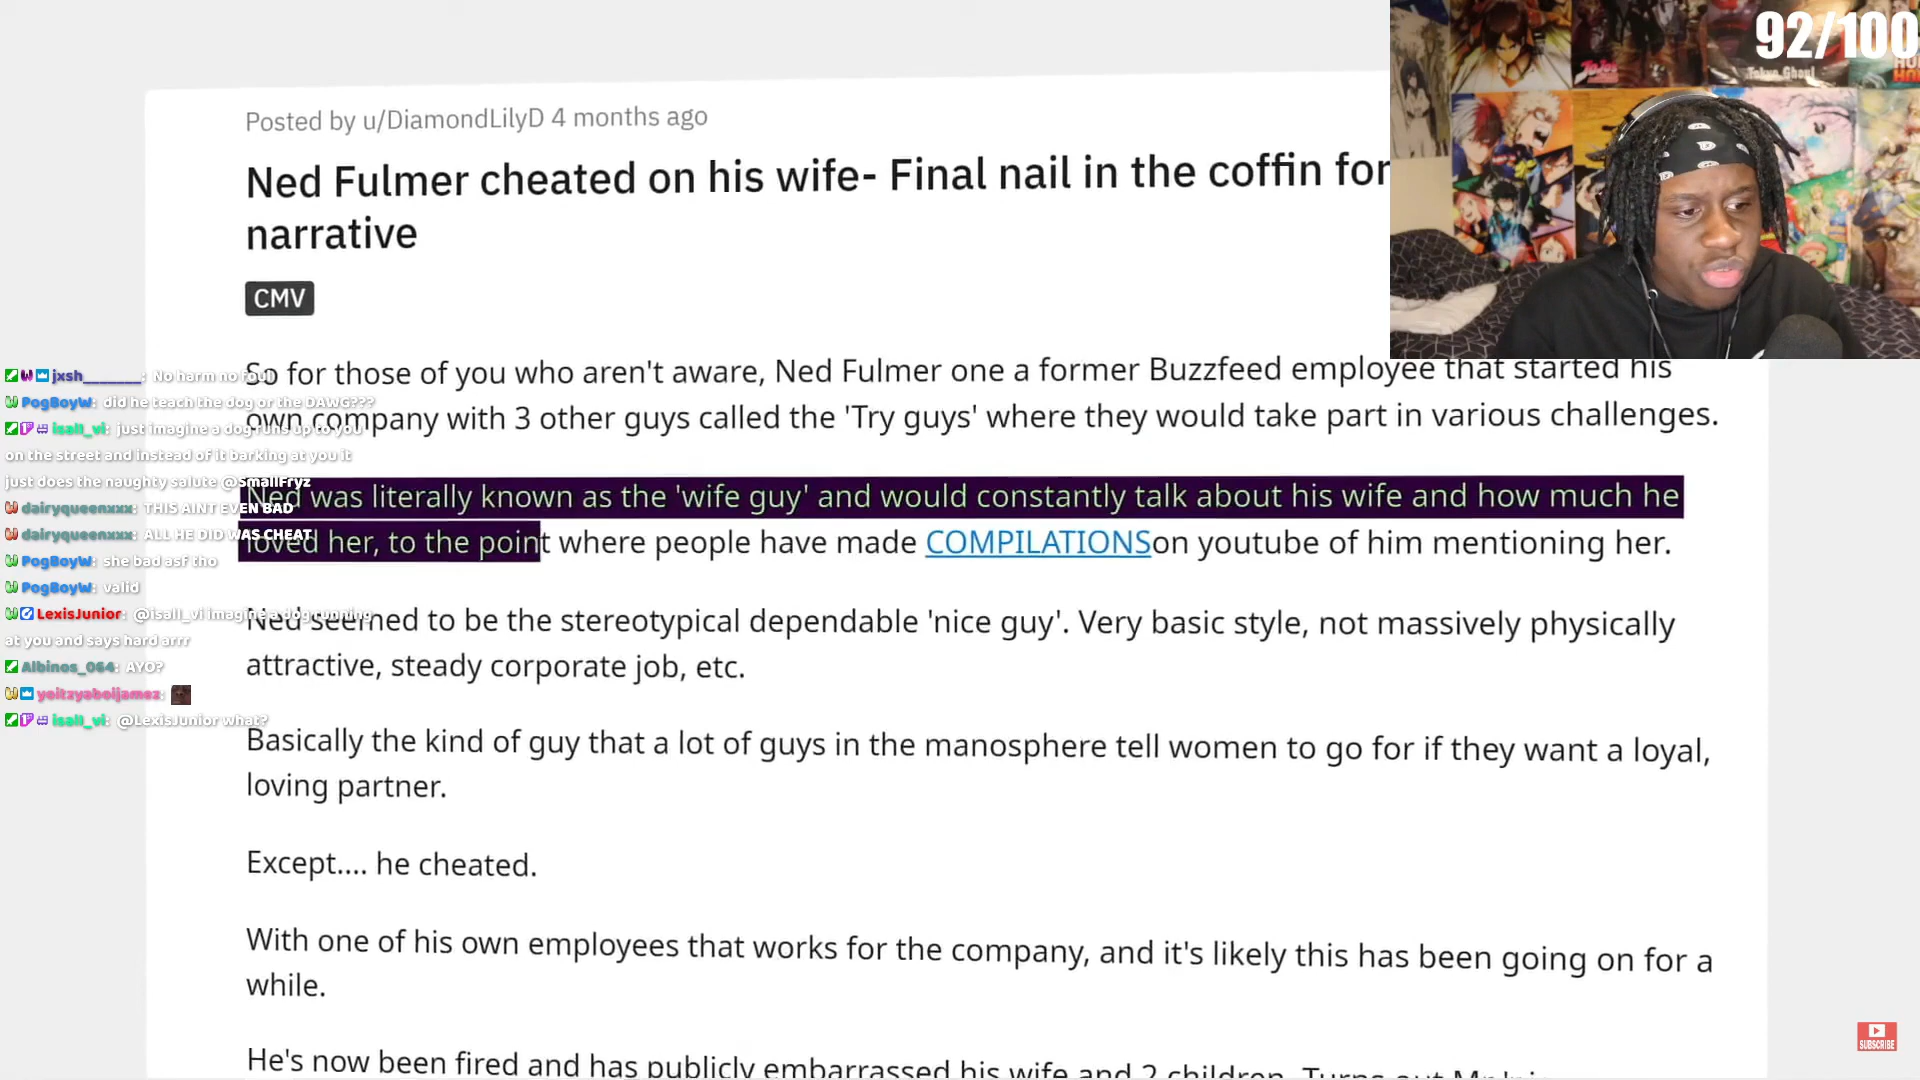 92/100
Tokyo Ghoul
Posted by u/DiamondLilyD 4 months ago
Ned Fulmer cheated on his wife- Final nail in the coffin for
narrative
CMV
So for those of you who aren't aware, Ned Fulmer one a former Buzzfeed employee that started his
own company with 3 other guys called the 'Try guys' where they would take part in various challenges.
Ned was literally known as the 'wife guy' and would constantly talk about his wife and how much he
loved her, to the point where people have made COMPILATIONSon youtube of him mentioning her.
Ned seemed to be the stereotypical dependable 'nice guy'. Very basic style, not massively physically
attractive, steady corporate job, etc.
Basically the kind of guy that a lot of guys in the manosphere tell women to go for if they want a loyal,
loving partner.
Except.... he cheated.
With one of his own employees that works for the company, and it's likely this has been going on for a
while.
He's now been fired and has publicly embarrassed his wife and 2 children. Turns out
jxsh_______: No harm no foul
PogBoyW: did he teach the dog or the DAWG???
isall_vi: just imagine a dog runs up to you
on the street and instead of it barking at you it
just does the naughty salute @SmallFryz
dairyqueenxxx: THIS AINT EVEN BAD
dairyqueenxxx: ALL HE DID WAS CHEAT
PogBoyW: she bad asf tho
PogBoyW: valid
LexisJunior: @isall_vi imagine a dog running
at you and says hard arrr
Albinos_064: AYO?
yoitzyaboijamez:
isall_vi: @LexisJunior what?
SUBSCRIBE